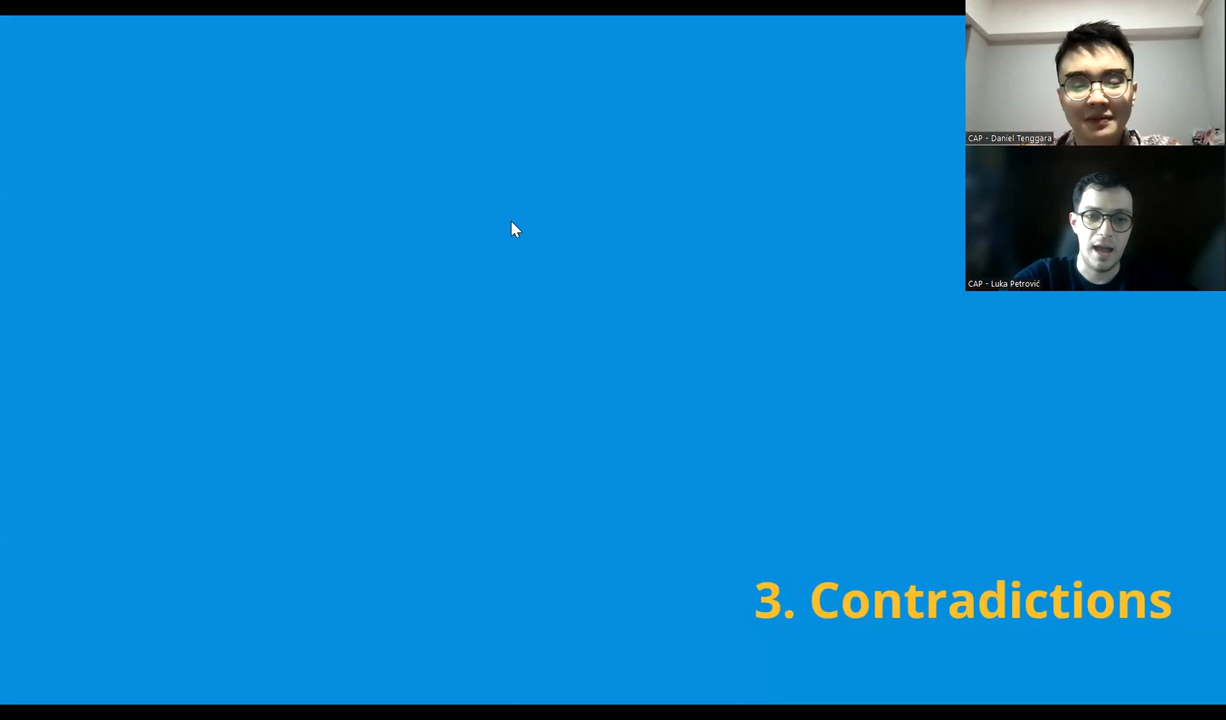 CAP - Daniel Tenggara
CAP - Luka Petrović
3. Contradictions